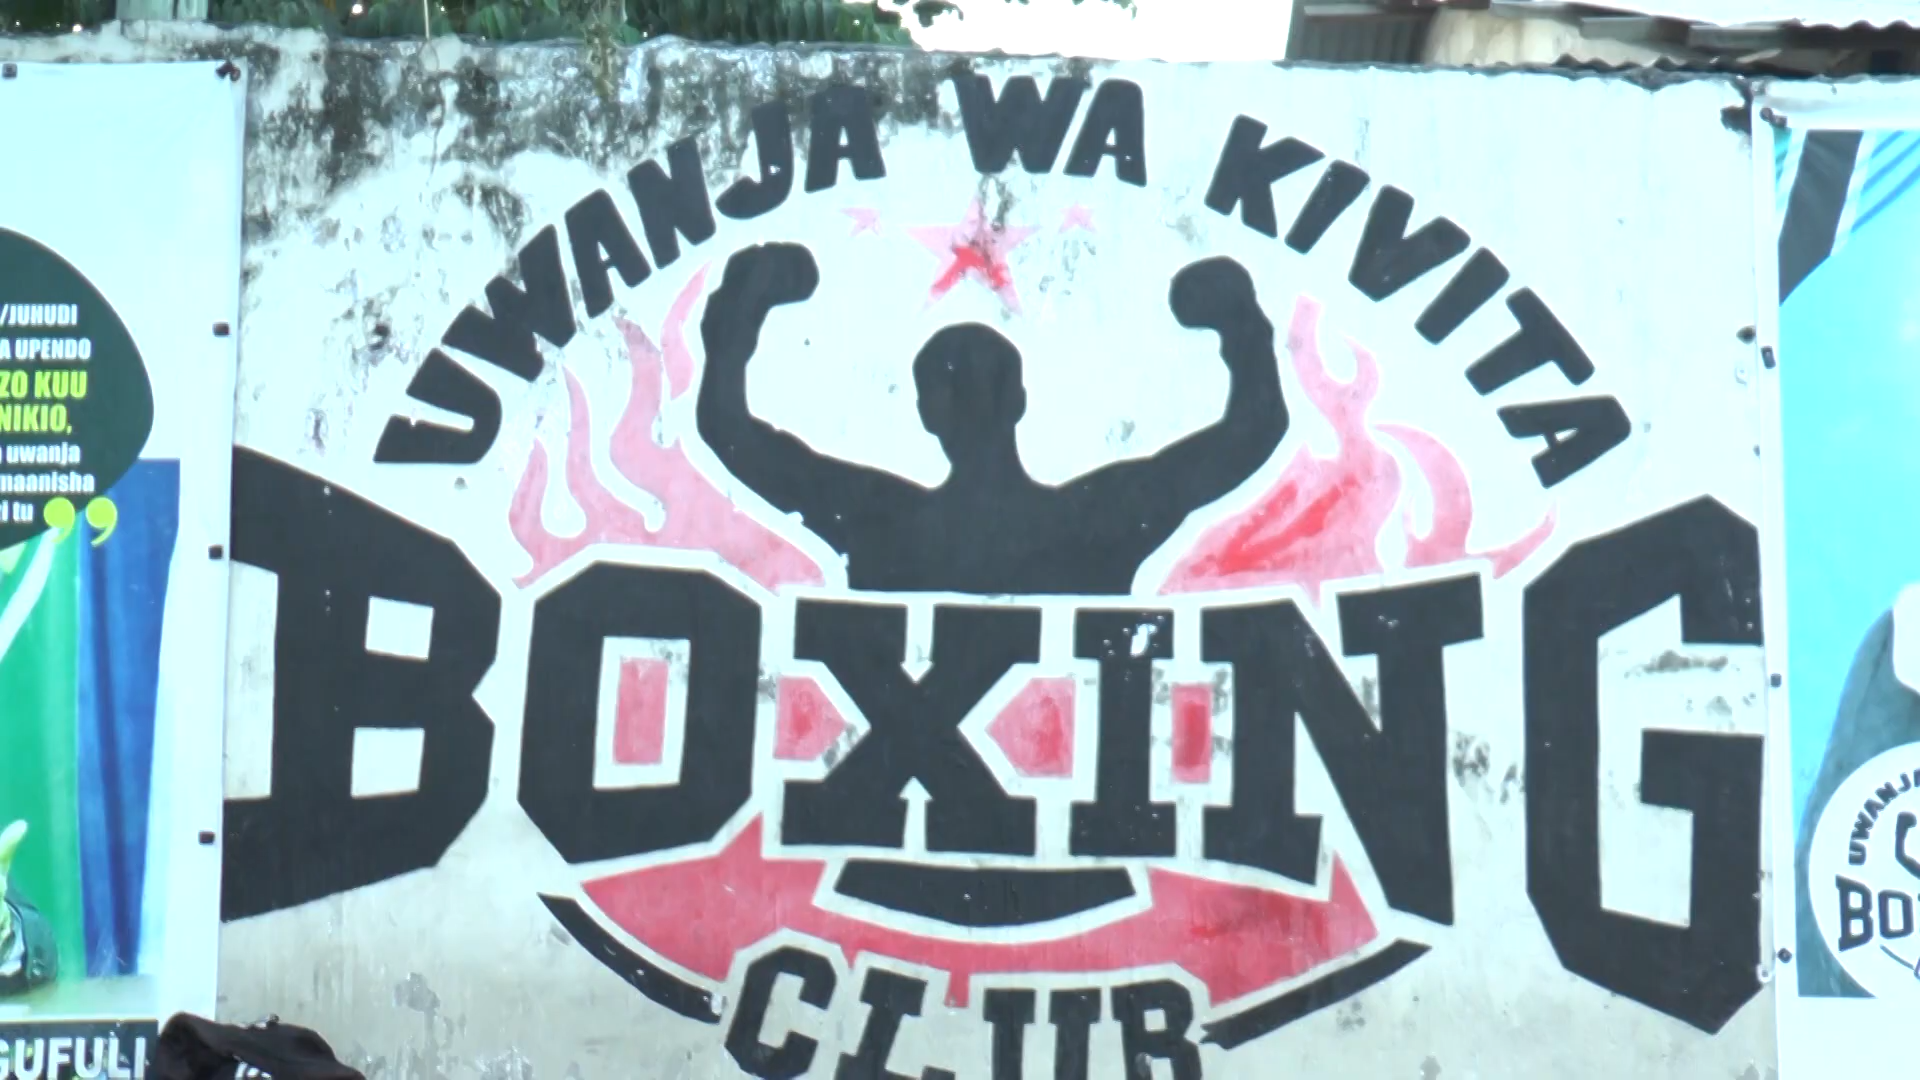 UWANJA WA KIVITA
BOXING
CLUB
/JUHUDI
A UPENDO
ZO KUU
NIKIO,
uwanja
maanisha
i tu
GUFULI
UWANJA
BO